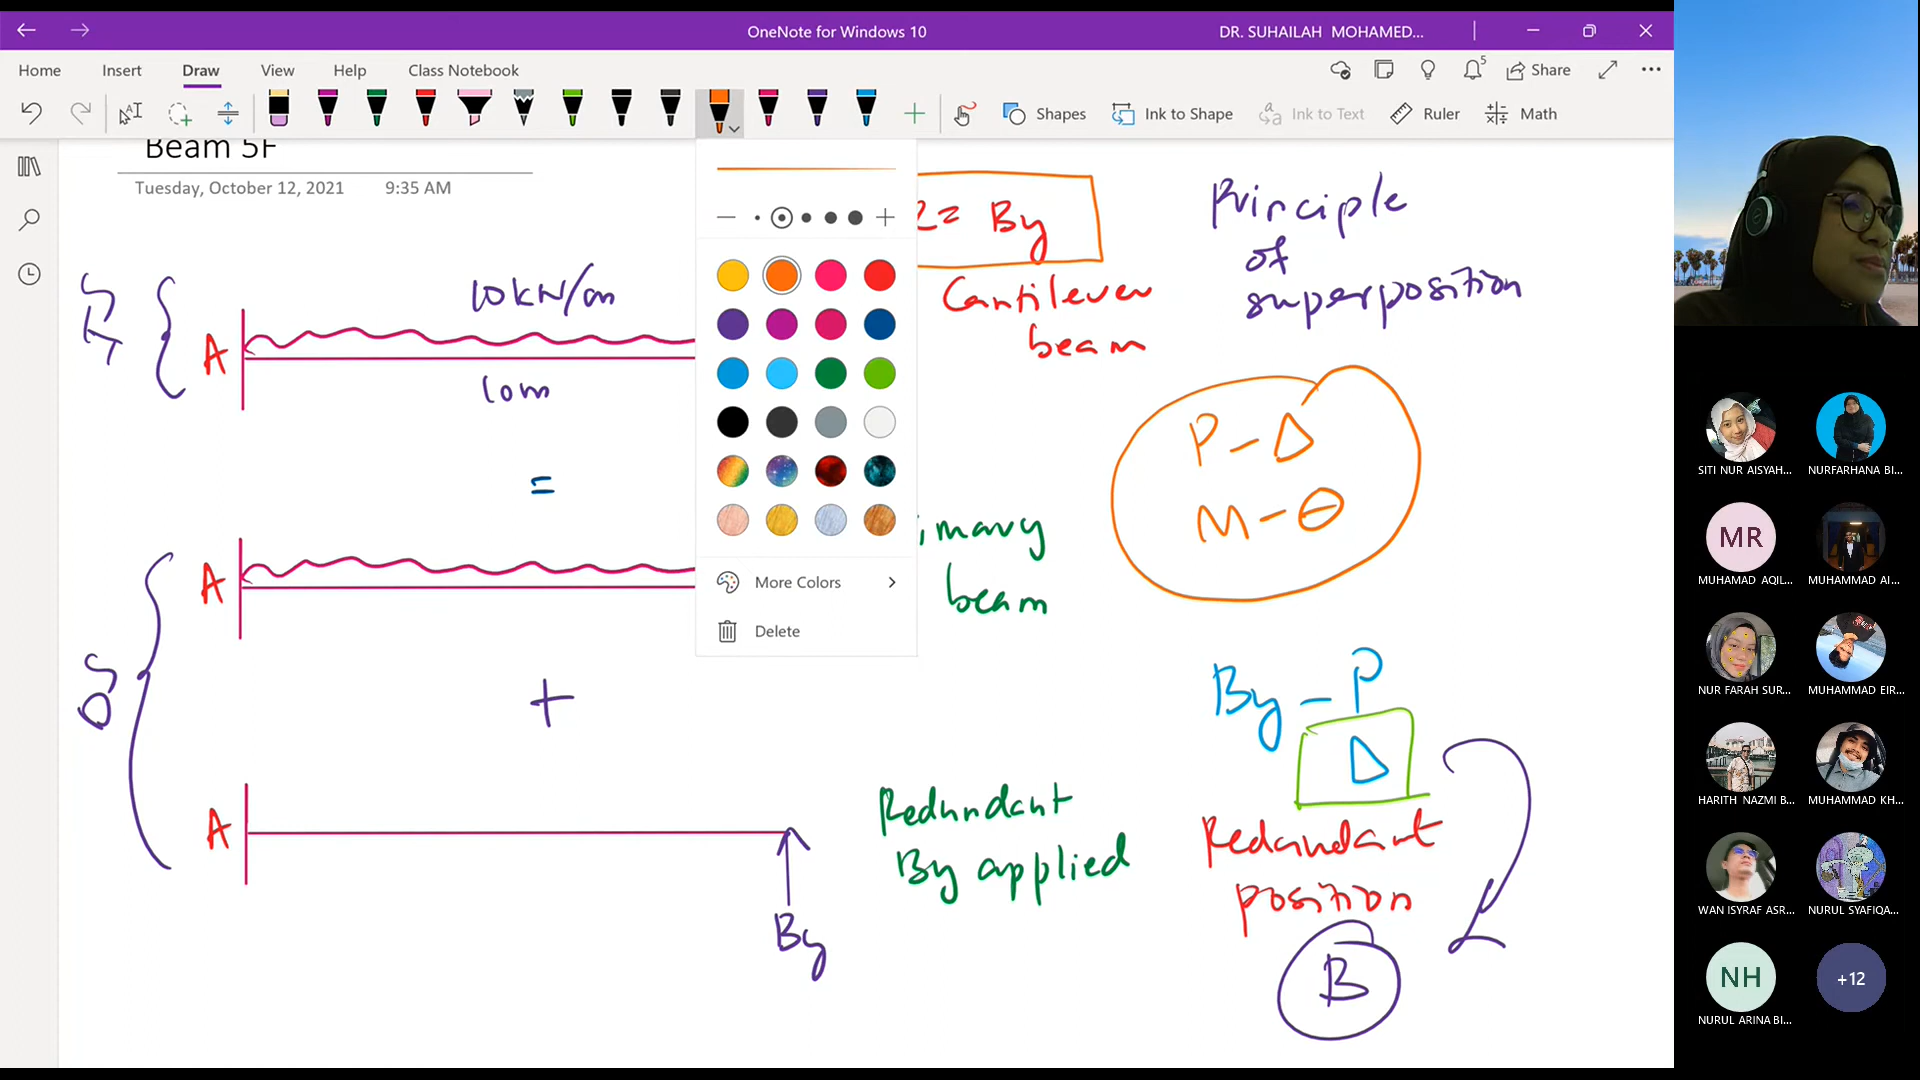 OneNote for Windows 10
DR. SUHAILAH MOHAMED...
Home Insert Draw View Help Class Notebook
5
Share
Shapes Ink to Shape Ink to Text Ruler Math
Beam 5F
Tuesday, October 12, 2021 9:35 AM
= By
Cantilever
beam
Principle
of
superposition
10kN/m
A
10m
P - Δ
M - θ
=
A
imary
beam
More Colors
Delete
+
By - P
Δ
A
Redundant
By applied
Redundant
position
By
B
SITI NUR AISYAH...
NURFARHANA BI...
MR
MUHAMAD AQIL...
MUHAMMAD AI...
NUR FARAH SUR...
MUHAMMAD EIR...
HARITH NAZMI B...
MUHAMMAD KH...
WAN ISYRAF ASR...
NURUL SYAFIQA...
NH
NURUL ARINA BI...
+12